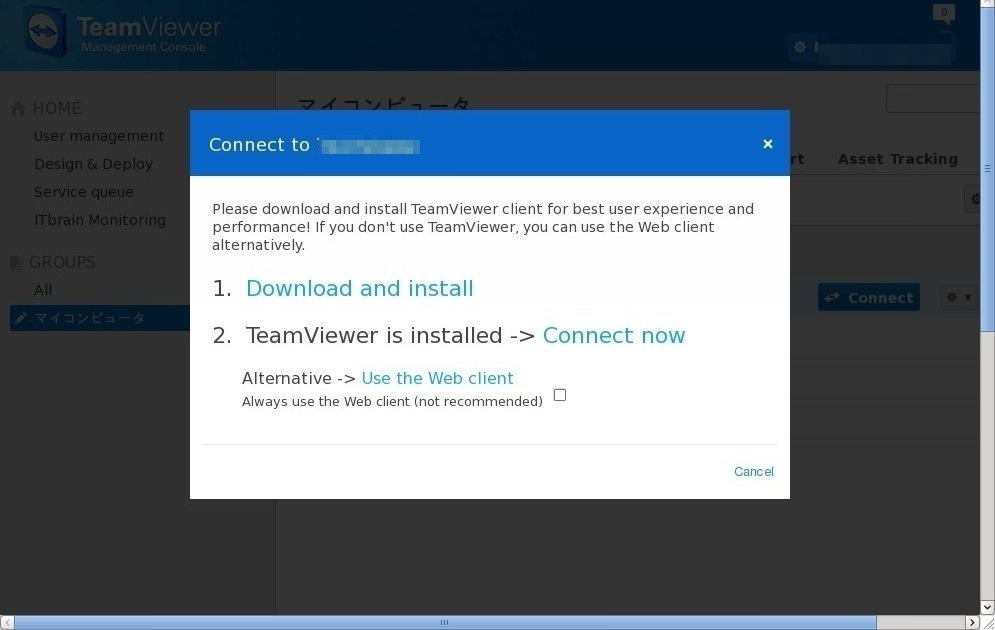 TeamViewer
Management Console
0
HOME
User management
Design & Deploy
Service queue
ITbrain Monitoring
GROUPS
All
マイコンピュータ
マイコンピュータ
rt Asset Tracking
Connect
Connect to
×
Please download and install TeamViewer client for best user experience and
performance! If you don't use TeamViewer, you can use the Web client
alternatively.
1. Download and install
2. TeamViewer is installed -> Connect now
Alternative -> Use the Web client
Always use the Web client (not recommended)
Cancel